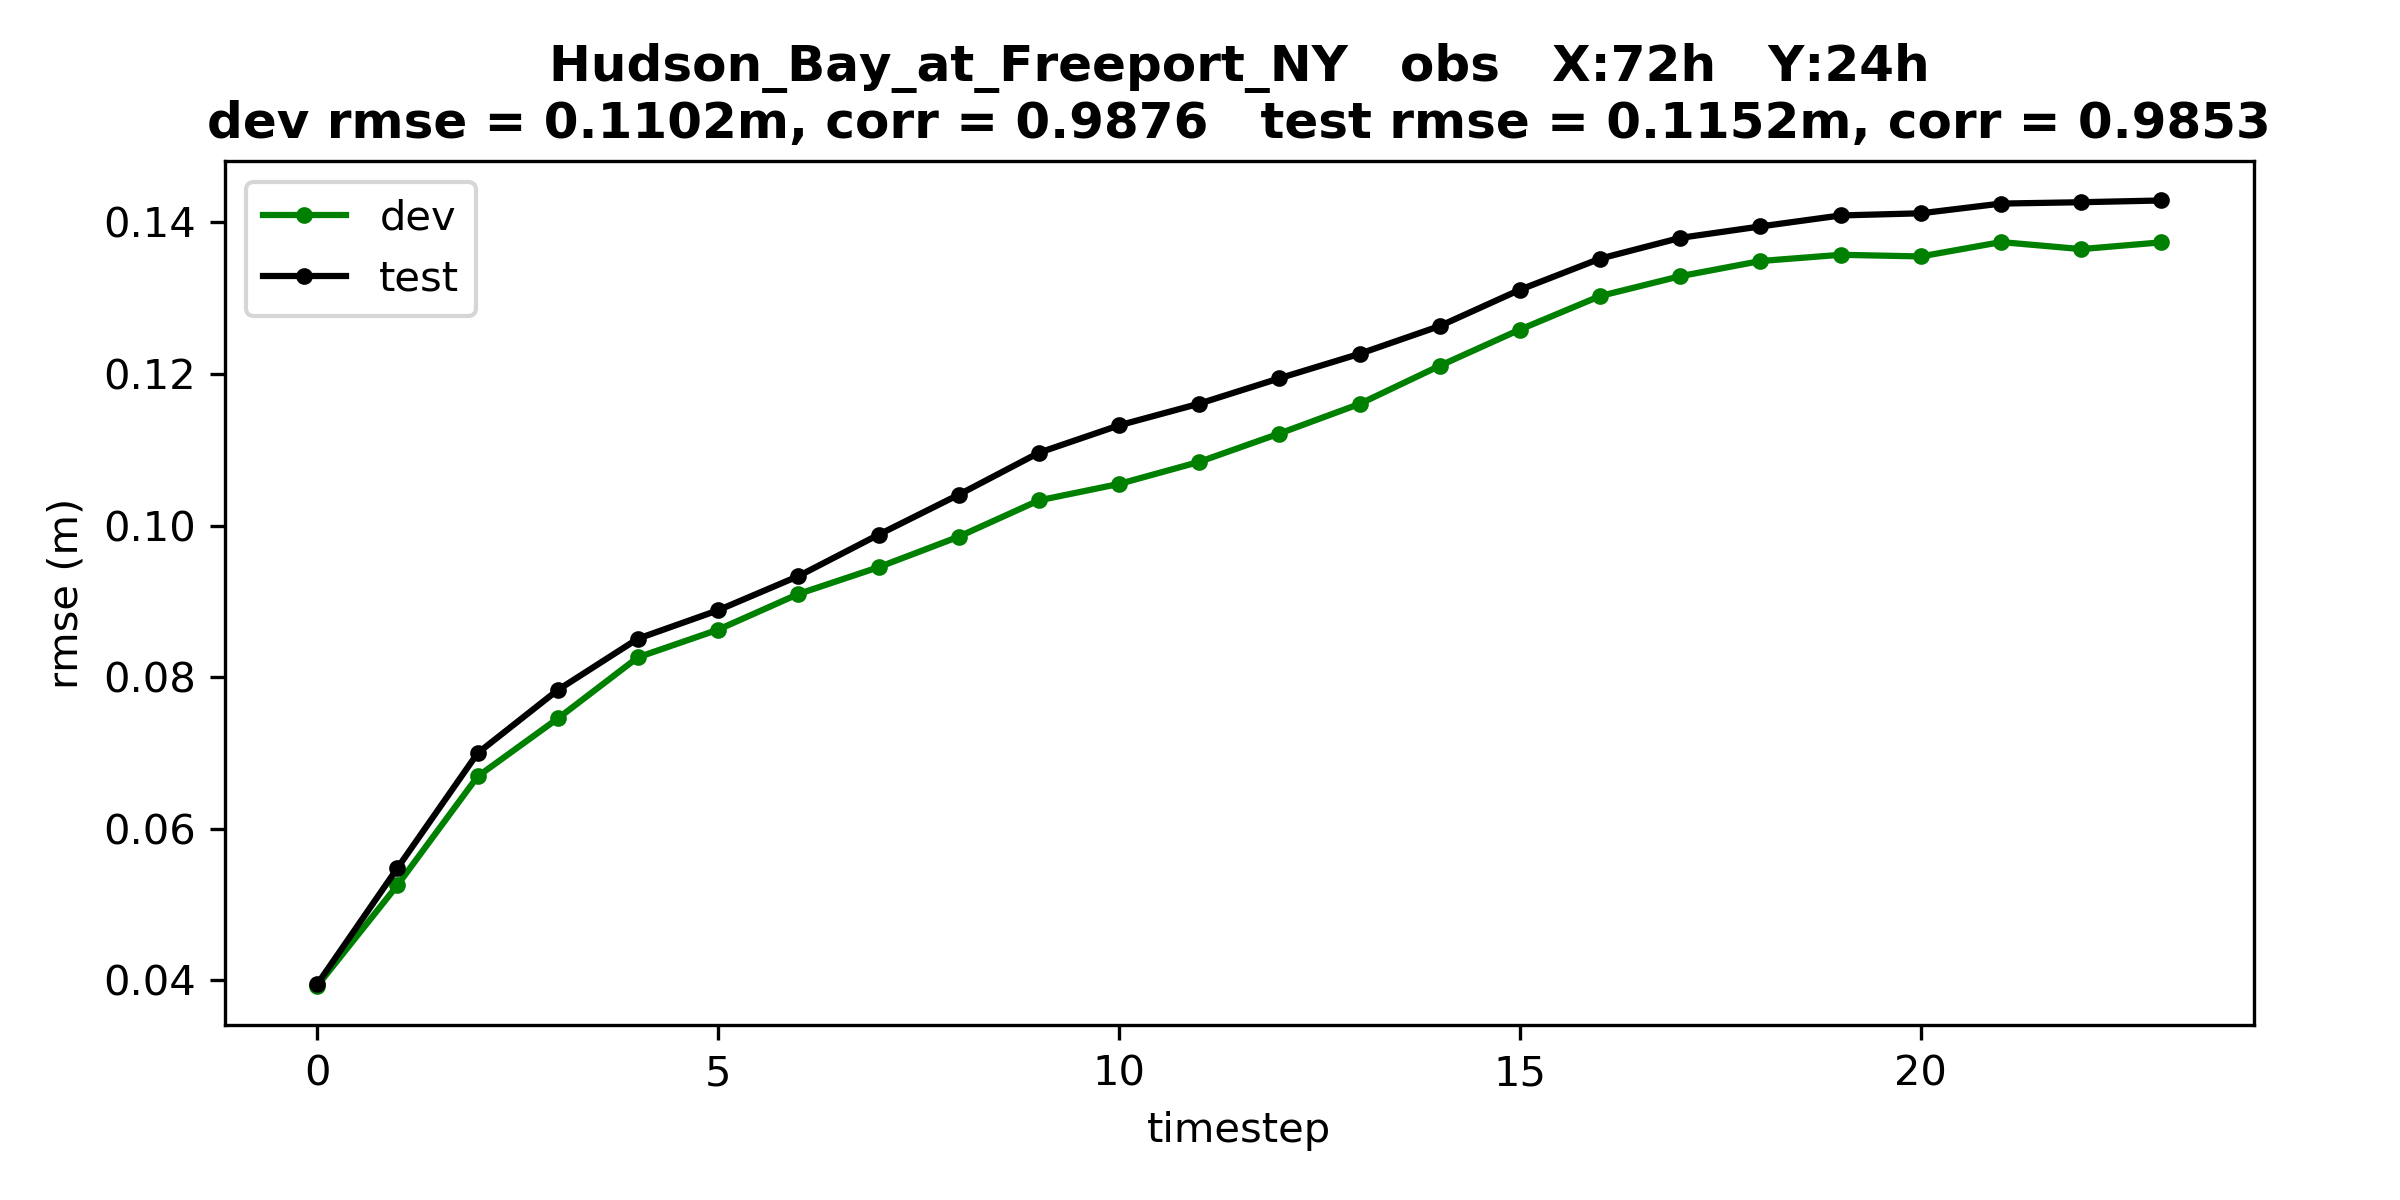 Hudson_Bay_at_Freeport_NY obs X:72h Y:24h
dev rmse = 0.1102m, corr = 0.9876 test rmse = 0.1152m, corr = 0.9853
dev
test
0.14
0.12
0.10
0.08
0.06
0.04
rmse (m)
0 5 10 15 20
timestep